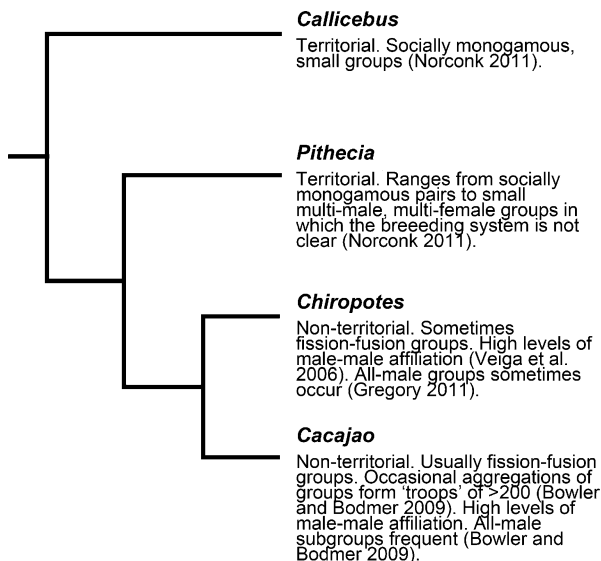 Callicebus
Territorial. Socially monogamous,
small groups (Norconk 2011).
Pithecia
Territorial. Ranges from socially
monogamous pairs to small
multi-male, multi-female groups in
which the breeeding system is not
clear (Norconk 2011).
Chiropotes
Non-territorial. Sometimes
fission-fusion groups. High levels of
male-male affiliation (Veiga et al.
2006). All-male groups sometimes
occur (Gregory 2011).
Cacajao
Non-territorial. Usually fission-fusion
groups. Occasional aggregations of
groups form ‘troops’ of >200 (Bowler
and Bodmer 2009). High levels of
male-male affiliation. All-male
subgroups frequent (Bowler and
Bodmer 2009).